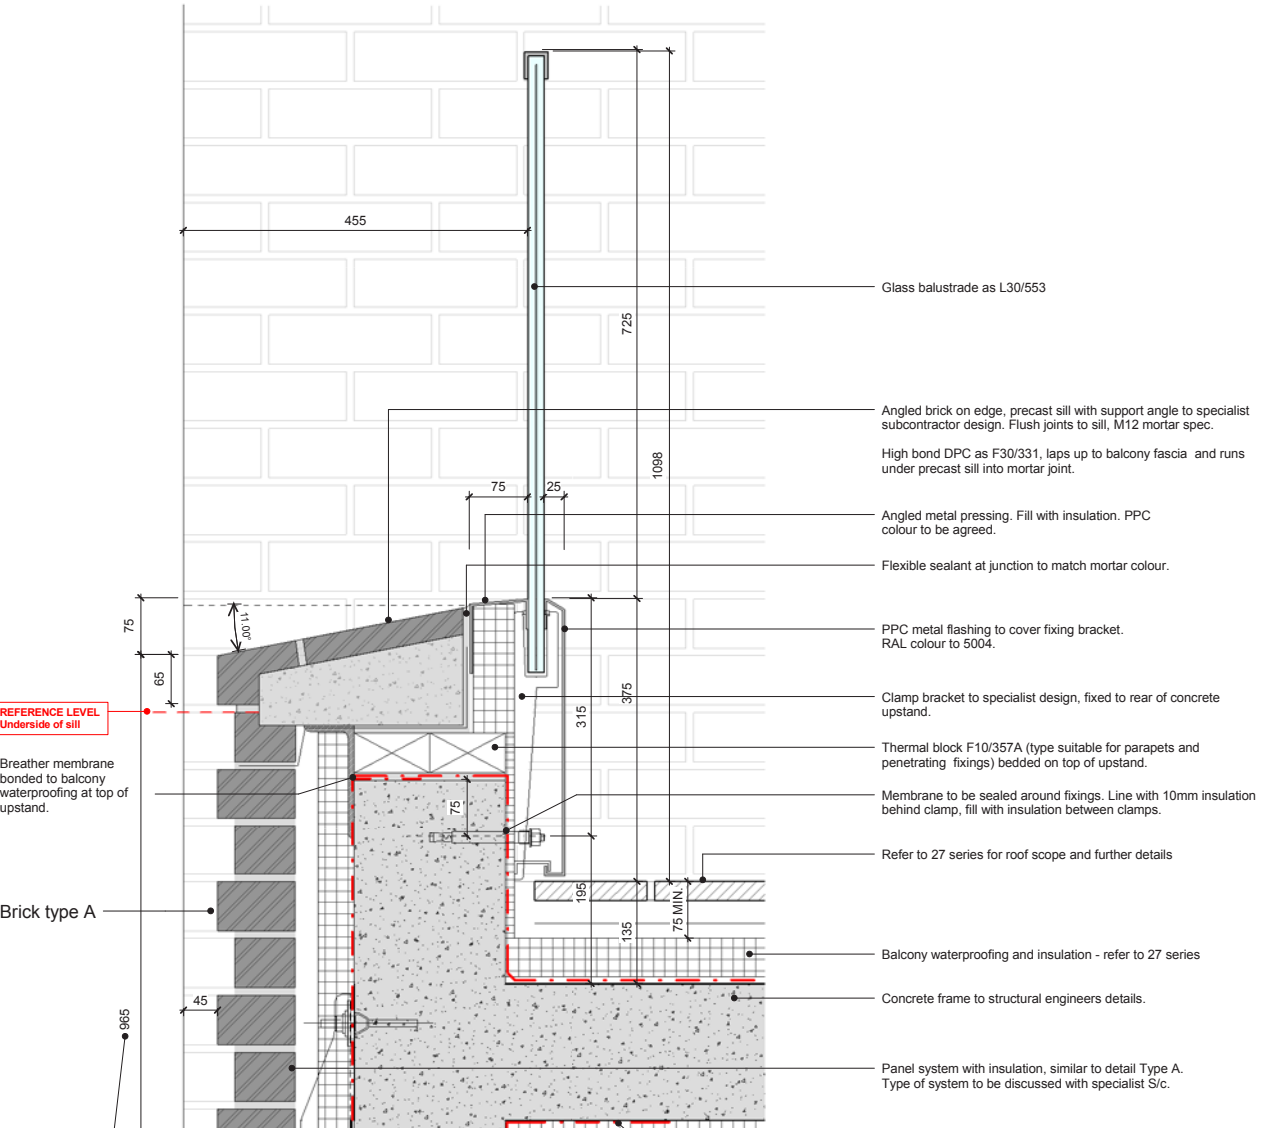 455
725
1098
Glass balustrade as L30/553
Angled brick on edge, precast sill with support angle to specialist
subcontractor design. Flush joints to sill, M12 mortar spec.
High bond DPC as F30/331, laps up to balcony fascia and runs
under precast sill into mortar joint.
75
25
Angled metal pressing. Fill with insulation. PPC
colour to be agreed.
Flexible sealant at junction to match mortar colour.
75
11.00°
PPC metal flashing to cover fixing bracket.
RAL colour to 5004.
65
375
315
Clamp bracket to specialist design, fixed to rear of concrete
upstand.
REFERENCE LEVEL
Underside of sill
Thermal block F10/357A (type suitable for parapets and
penetrating fixings) bedded on top of upstand.
Breather membrane
bonded to balcony
waterproofing at top of
upstand.
75
Membrane to be sealed around fixings. Line with 10mm insulation
behind clamp, fill with insulation between clamps.
Refer to 27 series for roof scope and further details
195
75 MIN.
135
Brick type A
Balcony waterproofing and insulation - refer to 27 series
45
965
Concrete frame to structural engineers details.
Panel system with insulation, similar to detail Type A.
Type of system to be discussed with specialist S/c.